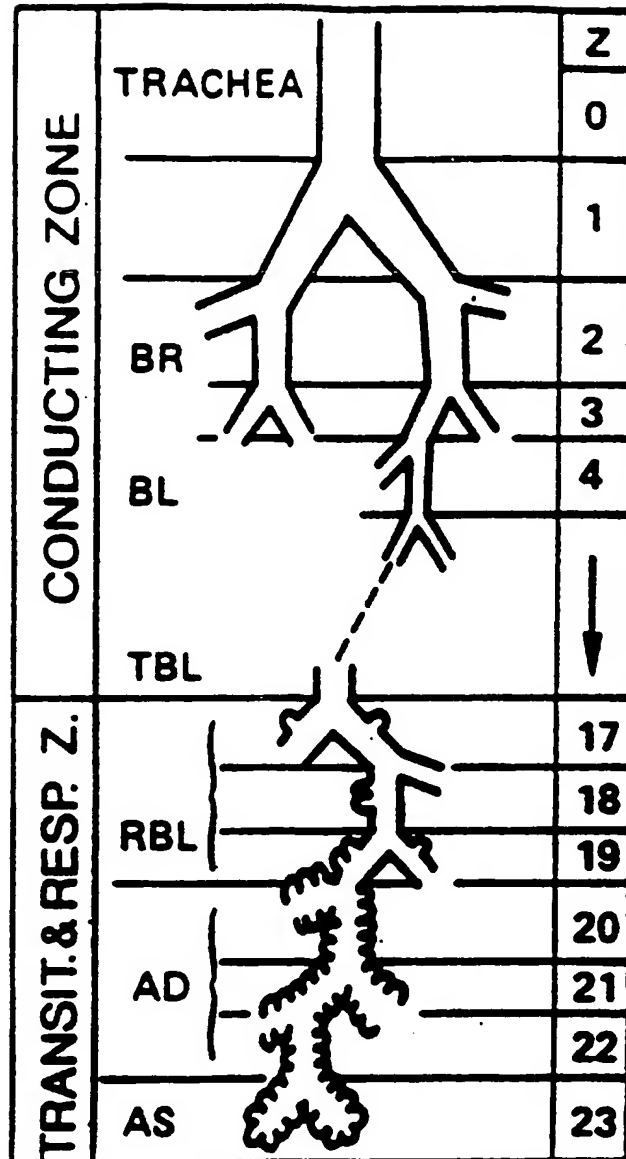 Z
TRACHEA
0
CONDUCTING ZONE
1
BR
2
3
BL
4
TBL
TRANSIT.& RESP. Z.
17
RBL
18
19
20
AD
21
22
AS
23